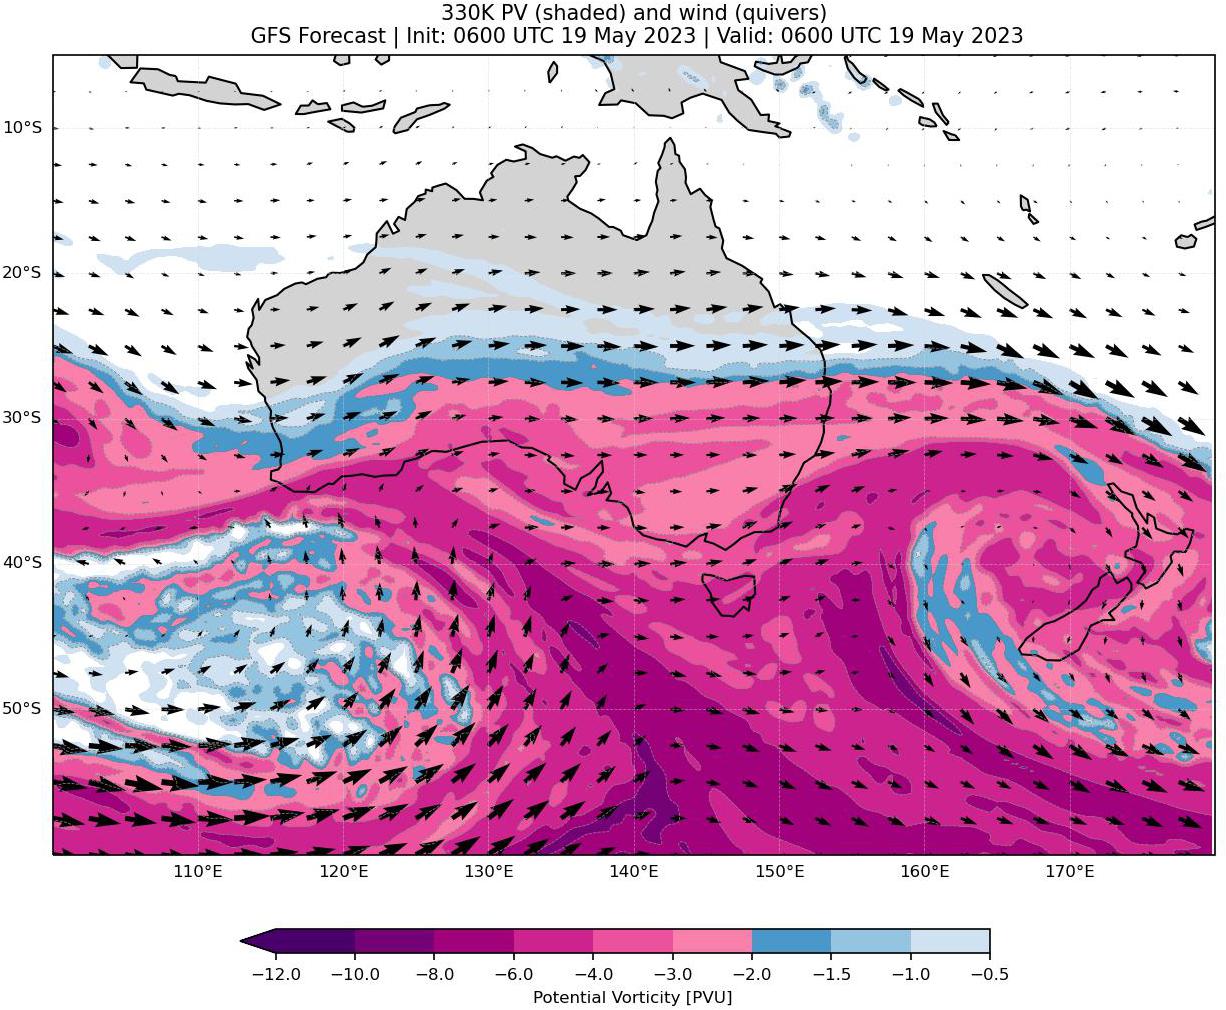 330K PV (shaded) and wind (quivers)
GFS Forecast | Init: 0600 UTC 19 May 2023 | Valid: 0600 UTC 19 May 2023
10°S
20°S
30°S
40°S
50°S
110°E 120°E 130°E 140°E 150°E 160°E 170°E
−12.0 −10.0 −8.0 −6.0 −4.0 −3.0 −2.0 −1.5 −1.0 −0.5
Potential Vorticity [PVU]